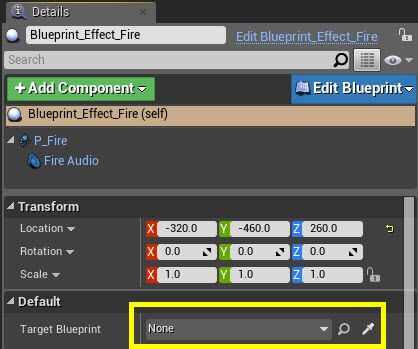 Details
Blueprint_Effect_Fire Edit Blueprint_Effect_Fire
Search
+ Add Component Edit Blueprint
Blueprint_Effect_Fire (self)
P_Fire
Fire Audio
Transform
Location X -320.0 Y -460.0 Z 260.0
Rotation X 0.0 Y 0.0 Z 0.0
Scale X 1.0 Y 1.0 Z 1.0
Default
Target Blueprint None